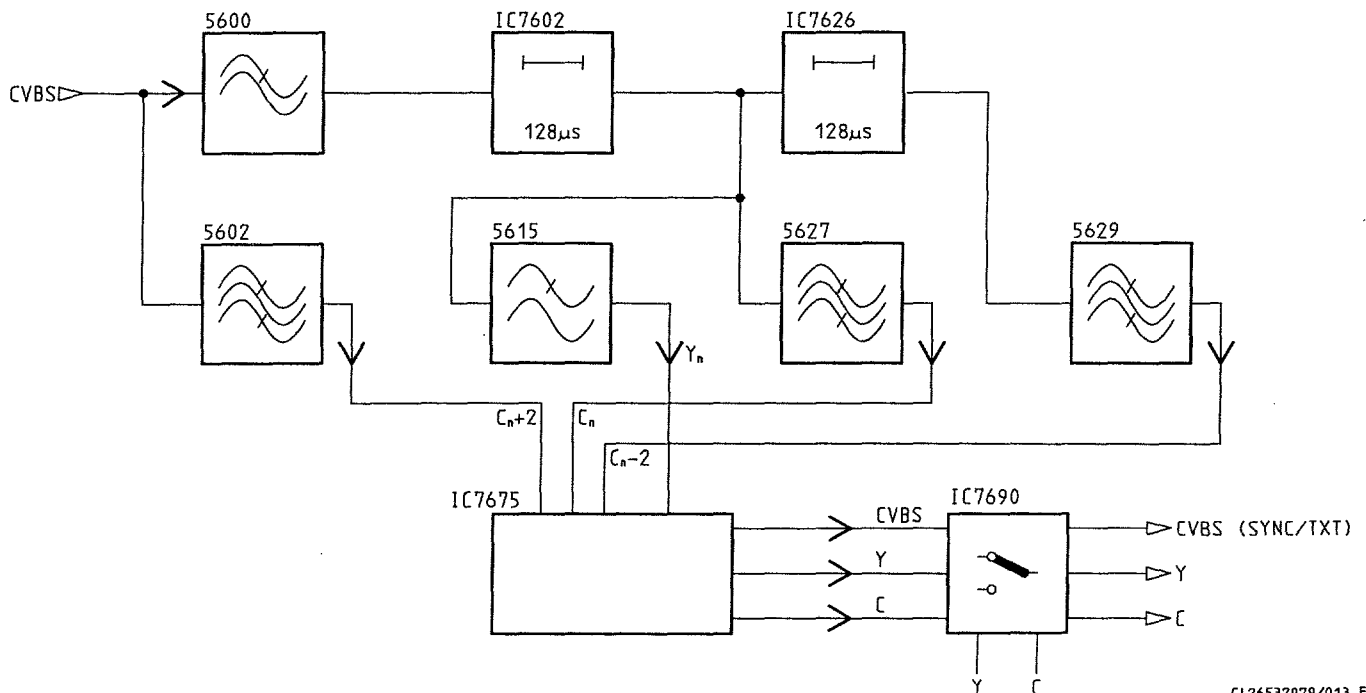 5600
IC7602
IC7626
CVBS
128µs
128µs
5602
5615
5627
5629
Yₙ
Cₙ+2
Cₙ
Cₙ-2
IC7675
IC7690
CVBS
CVBS (SYNC/TXT)
Y
Y
C
C
Y
C